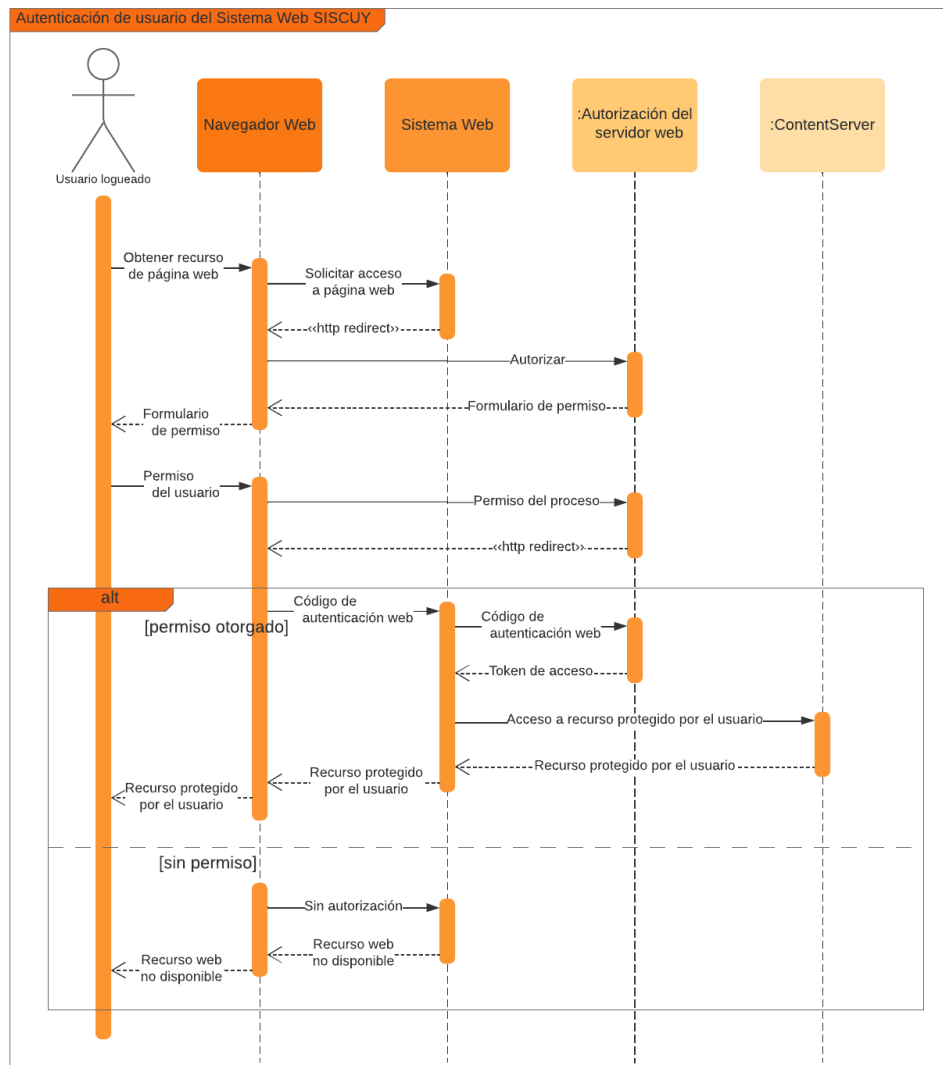 Autenticación de usuario del Sistema Web SISCUY
Usuario logueado
Navegador Web
Sistema Web
:Autorización del
servidor web
:ContentServer
Obtener recurso
de página web
Solicitar acceso
a página web
‹‹http redirect››
Autorizar
Formulario de permiso
Formulario
de permiso
Permiso
del usuario
Permiso del proceso
‹‹http redirect››
alt
[permiso otorgado]
Código de
autenticación web
Código de
autenticación web
Token de acceso
Acceso a recurso protegido por el usuario
Recurso protegido por el usuario
Recurso protegido
por el usuario
Recurso protegido
por el usuario
[sin permiso]
Sin autorización
Recurso web
no disponible
Recurso web
no disponible